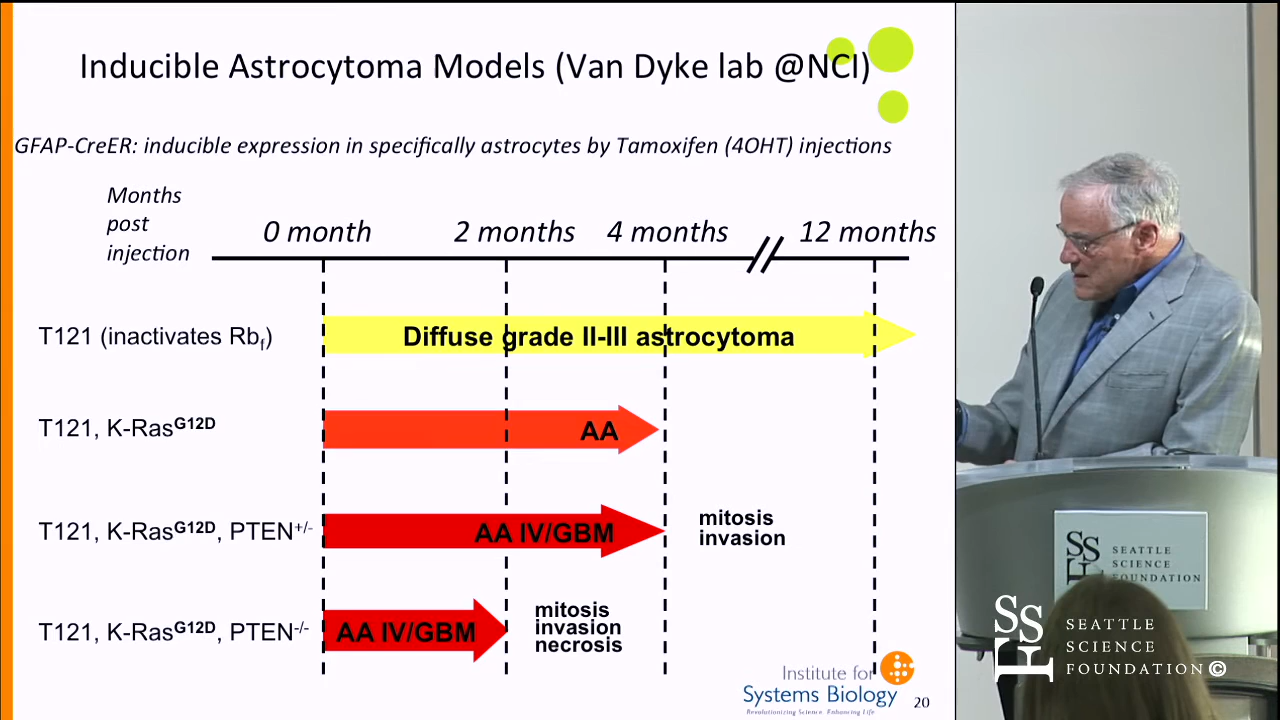 Inducible Astrocytoma Models (Van Dyke lab @NCI)
GFAP-CreER: inducible expression in specifically astrocytes by Tamoxifen (4OHT) injections
Months
post
injection
0 month
2 months
4 months
12 months
T121 (inactivates Rbf)
Diffuse grade II-III astrocytoma
T121, K-RasG12D
AA
T121, K-RasG12D, PTEN+/-
AA IV/GBM
mitosis
invasion
T121, K-RasG12D, PTEN-/-
AA IV/GBM
mitosis
invasion
necrosis
Institute for
Systems Biology
Revolutionizing Science. Enhancing Life.
20
SS
SEATTLE
SCIENCE
FOUNDATION
SSF
SEATTLE
SCIENCE
FOUNDATION©